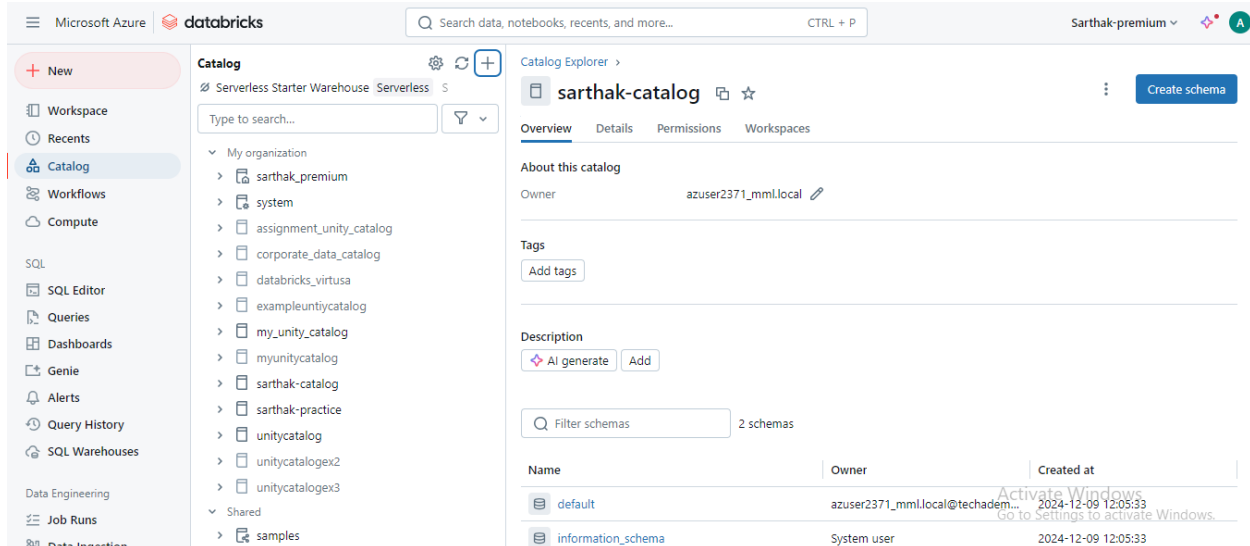 Microsoft Azure databricks
Search data, notebooks, recents, and more... CTRL + P
Sarthak-premium
A
New
Workspace
Recents
Catalog
Workflows
Compute
SQL
SQL Editor
Queries
Dashboards
Genie
Alerts
Query History
SQL Warehouses
Data Engineering
Job Runs
Data Ingestion
Catalog
Serverless Starter Warehouse Serverless S
Type to search...
My organization
sarthak_premium
system
assignment_unity_catalog
corporate_data_catalog
databricks_virtusa
exampleuntiycatalog
my_unity_catalog
myunitycatalog
sarthak-catalog
sarthak-practice
unitycatalog
unitycatalogex2
unitycatalogex3
Shared
samples
Catalog Explorer ›
sarthak-catalog
Create schema
Overview Details Permissions Workspaces
About this catalog
Owner azuser2371_mml.local
Tags
Add tags
Description
AI generate Add
Filter schemas 2 schemas
Name Owner Created at
default azuser2371_mml.local@techadem... 2024-12-09 12:05:33
information_schema System user 2024-12-09 12:05:33
Activate Windows
Go to Settings to activate Windows.